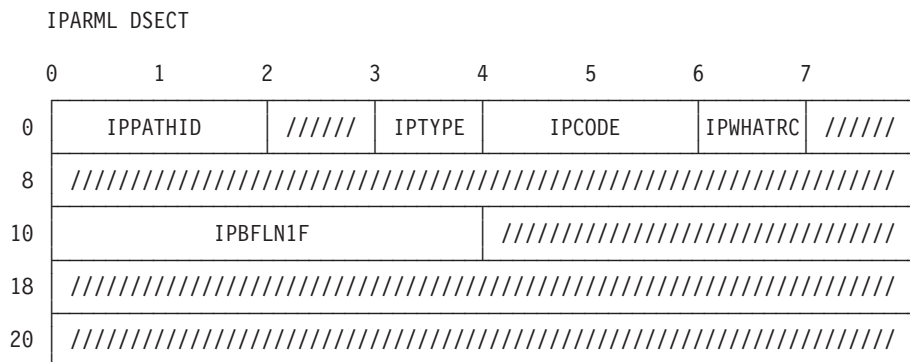 IPARML DSECT
0 1 2 3 4 5 6 7
0 IPPATHID ////// IPTYPE IPCODE IPWHATRC //////
8 /////////////////////////////////////////////////////////////////////
10 IPBFLN1F /////////////////////////////////
18 /////////////////////////////////////////////////////////////////////
20 /////////////////////////////////////////////////////////////////////